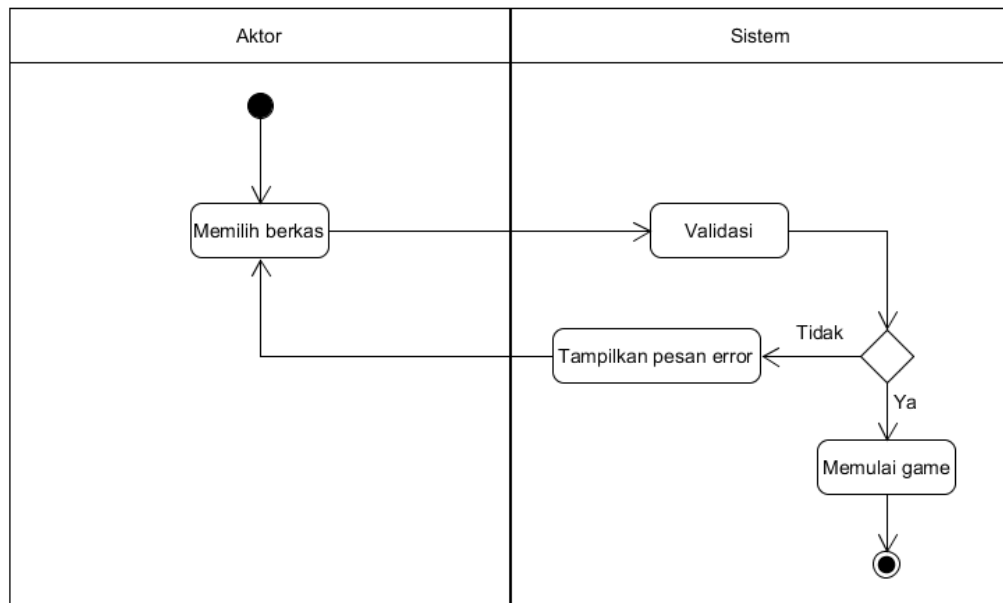 Aktor
Sistem
Memilih berkas
Validasi
Tidak
Tampilkan pesan error
Ya
Memulai game